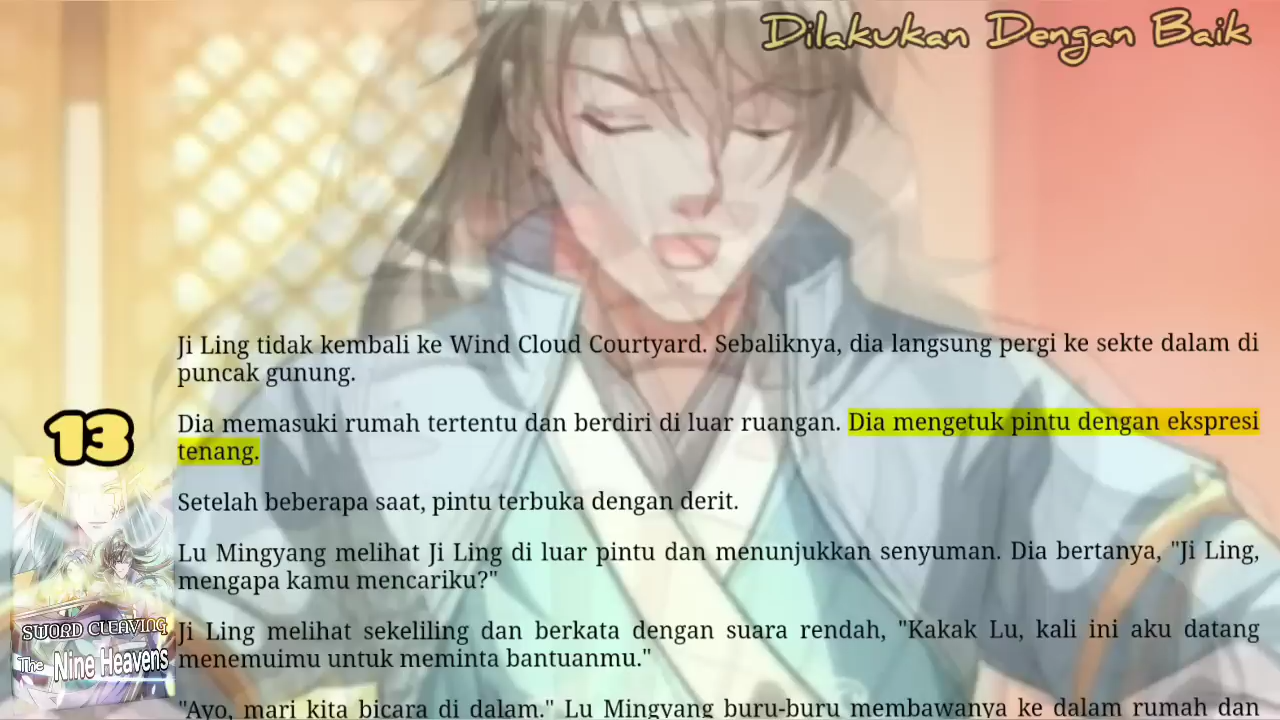 Dilakukan Dengan Baik
Ji Ling tidak kembali ke Wind Cloud Courtyard. Sebaliknya, dia langsung pergi ke sekte dalam di
puncak gunung.
13
Dia memasuki rumah tertentu dan berdiri di luar ruangan. Dia mengetuk pintu dengan ekspresi
tenang.
Setelah beberapa saat, pintu terbuka dengan derit.
Lu Mingyang melihat Ji Ling di luar pintu dan menunjukkan senyuman. Dia bertanya, "Ji Ling,
mengapa kamu mencariku?"
SWORD CLEAVING
The Nine Heavens
Ji Ling melihat sekeliling dan berkata dengan suara rendah, "Kakak Lu, kali ini aku datang
menemuimu untuk meminta bantuanmu."
"Ayo, mari kita bicara di dalam." Lu Mingyang buru-buru membawanya ke dalam rumah dan